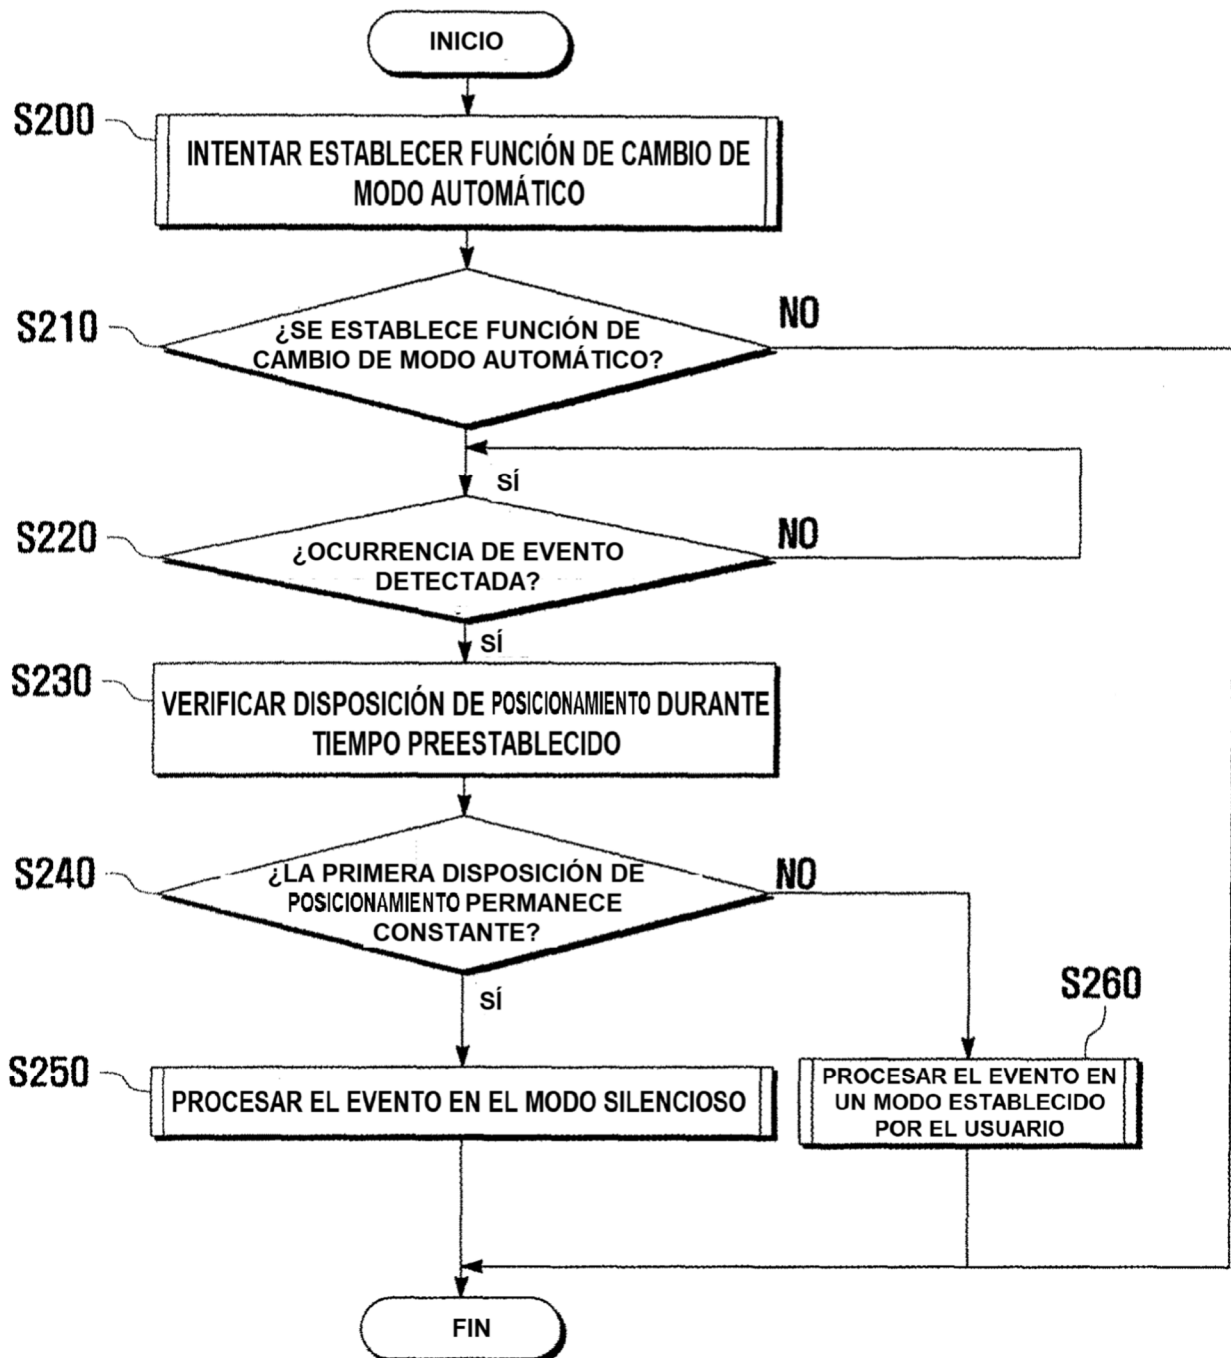 INICIO
S200
INTENTAR ESTABLECER FUNCIÓN DE CAMBIO DE
MODO AUTOMÁTICO
S210
¿SE ESTABLECE FUNCIÓN DE
CAMBIO DE MODO AUTOMÁTICO?
NO
SÍ
S220
¿OCURRENCIA DE EVENTO
DETECTADA?
NO
SÍ
S230
VERIFICAR DISPOSICIÓN DE POSICIONAMIENTO DURANTE
TIEMPO PREESTABLECIDO
S240
¿LA PRIMERA DISPOSICIÓN DE
POSICIONAMIENTO PERMANECE
CONSTANTE?
NO
SÍ
S250
PROCESAR EL EVENTO EN EL MODO SILENCIOSO
S260
PROCESAR EL EVENTO EN
UN MODO ESTABLECIDO
POR EL USUARIO
FIN